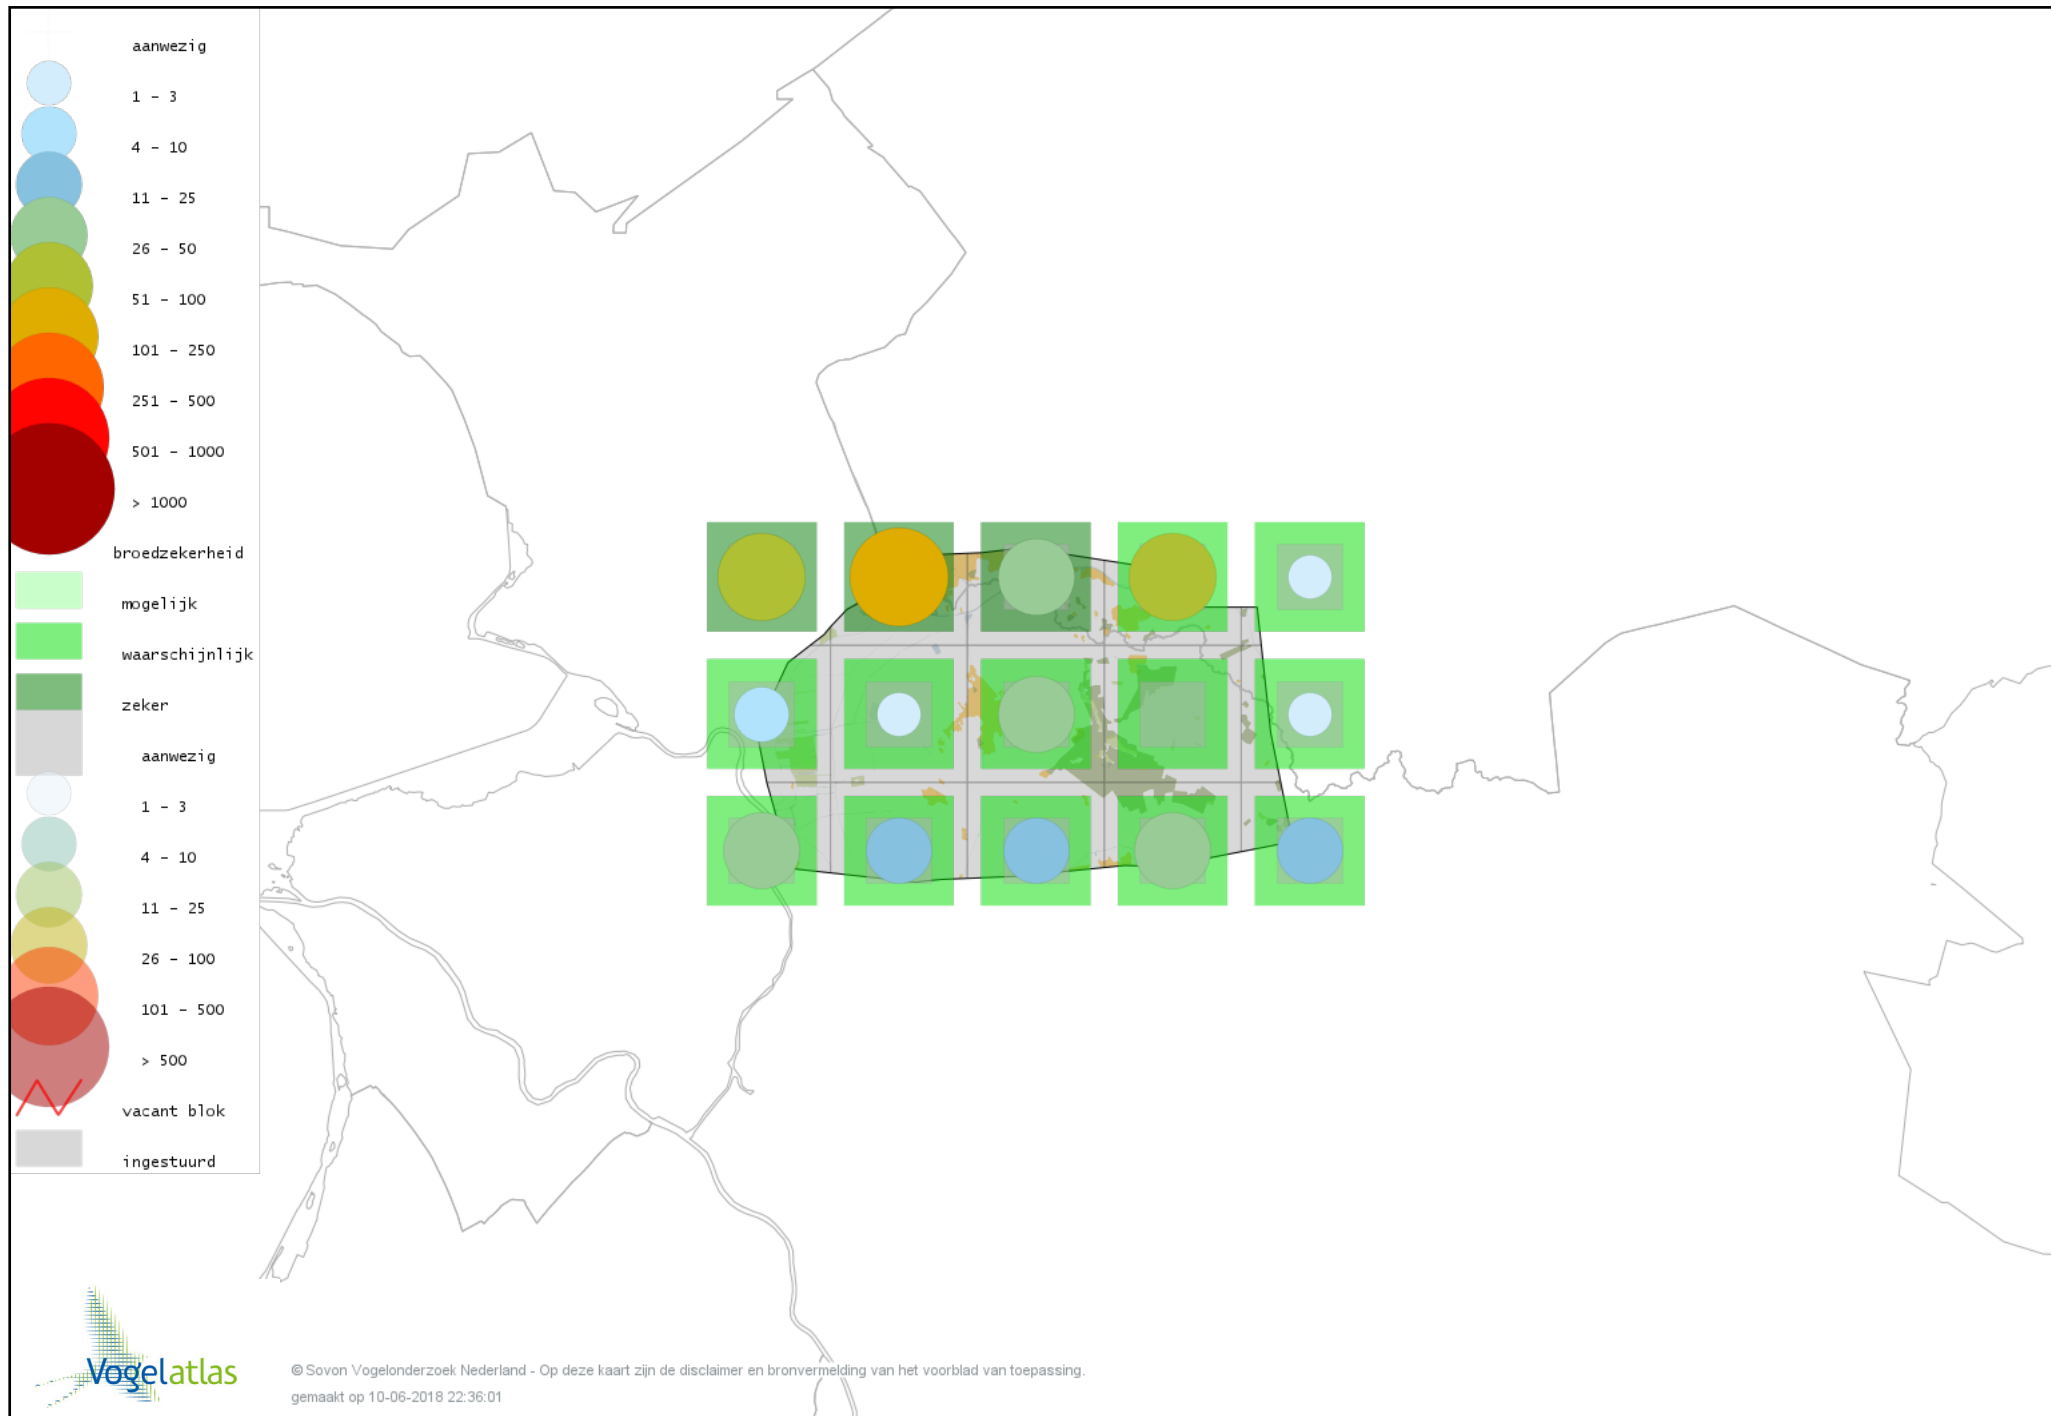 aanwezig
1 - 3
4 - 10
11 - 25
26 - 50
51 - 100
101 - 250
251 - 500
501 - 1000
> 1000
broedzekerheid
mogelijk
waarschijnlijk
zeker
aanwezig
1 - 3
4 - 10
11 - 25
26 - 100
101 - 500
> 500
vacant blok
ingestuurd
Vogelatlas
© Sovon Vogelonderzoek Nederland - Op deze kaart zijn de disclaimer en bronvermelding van het voorblad van toepassing.
gemaakt op 10-06-2018 22:36:01